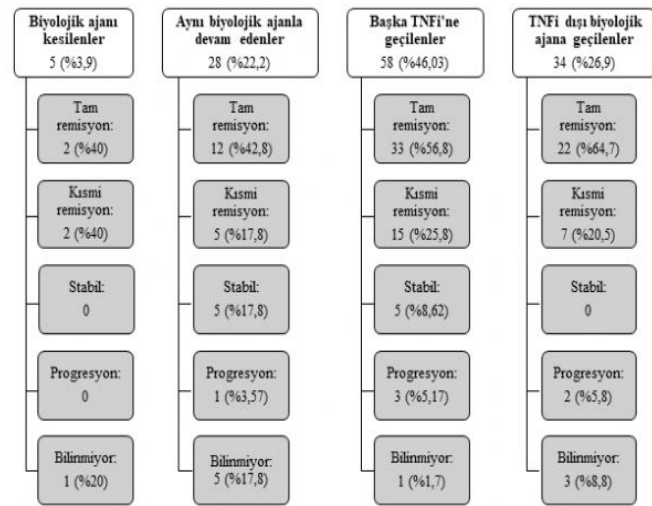 Biyolojik ajanı
kesilenler
5 (%3,9)
Tam
remisyon:
2 (%40)
Kısmi
remisyon:
2 (%40)
Stabil:
0
Progresyon:
0
Bilinmiyor:
1 (%20)
Aynı biyolojik ajanla
devam edenler
28 (%22,2)
Tam
remisyon:
12 (%42,8)
Kısmi
remisyon:
5 (%17,8)
Stabil:
5 (%17,8)
Progresyon:
1 (%3,57)
Bilinmiyor:
5 (%17,8)
Başka TNFi'ne
geçilenler
58 (%46,03)
Tam
remisyon:
33 (%56,8)
Kısmi
remisyon:
15 (%25,8)
Stabil:
5 (%8,62)
Progresyon:
3 (%5,17)
Bilinmiyor:
1 (%1,7)
TNFi dışı biyolojik
ajana geçilenler
34 (%26,9)
Tam
remisyon:
22 (%64,7)
Kısmi
remisyon:
7 (%20,5)
Stabil:
0
Progresyon:
2 (%5,8)
Bilinmiyor:
3 (%8,8)